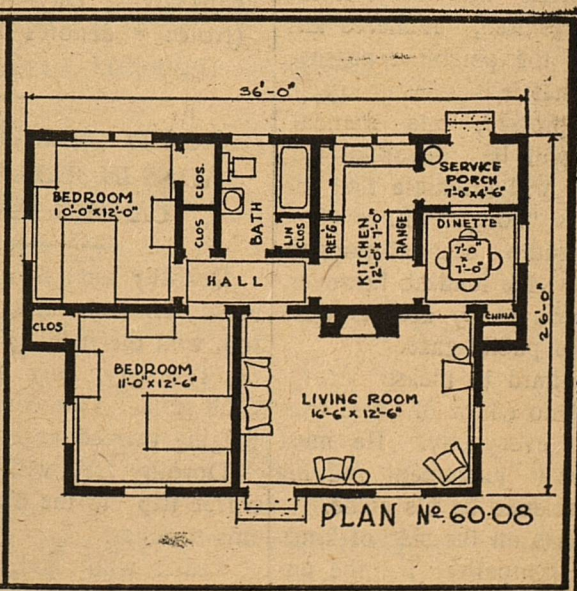 36'-0"
BEDROOM
10'-0"x12'-0"
CLOS.
CLOS
BATH
LIN
CLOS
REFG
KITCHEN
12'-0"x 7'-0"
RANGE
SERVICE
PORCH
7'-0"x4'-6"
DINETTE
7'-0"
x
7'-0"
HALL
CHINA
26'-0"
CLOS
BEDROOM
11'-0"x12'-6"
LIVING ROOM
16'-6" x 12'-6"
PLAN No. 60-08